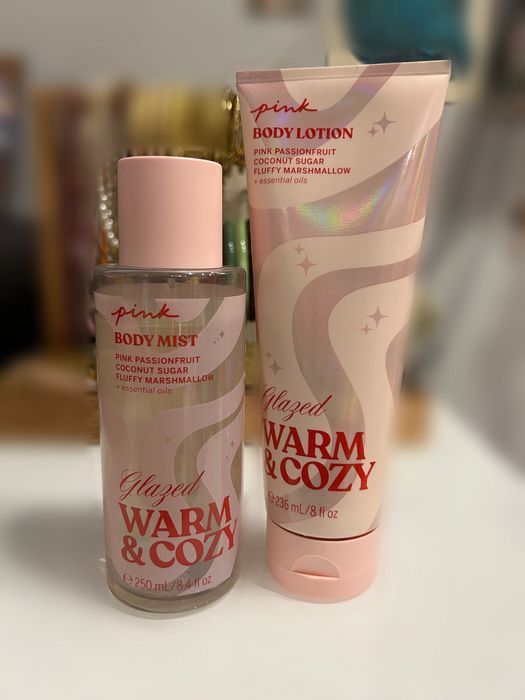 pink
BODY MIST
PINK PASSIONFRUIT
COCONUT SUGAR
FLUFFY MARSHMALLOW
+ essential oils
Glazed
WARM
& COZY
℮ 250 mL/8.4 fl oz
pink
BODY LOTION
PINK PASSIONFRUIT
COCONUT SUGAR
FLUFFY MARSHMALLOW
+ essential oils
Glazed
WARM
& COZY
℮ 236 mL/8 fl oz